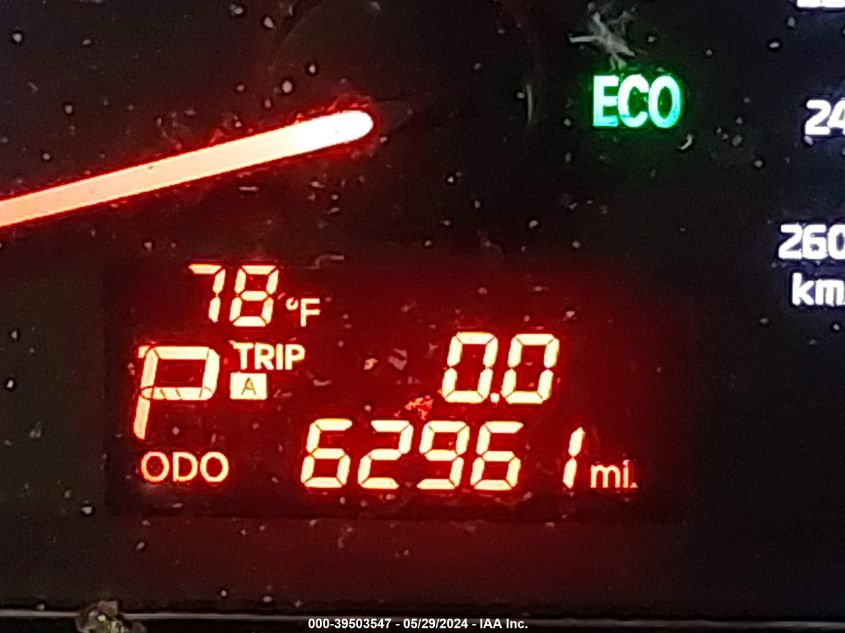 ECO
24
260
km
78 °F
P TRIP A 0.0
ODO 62961 mi.
000-39503547 - 05/29/2024 - IAA Inc.